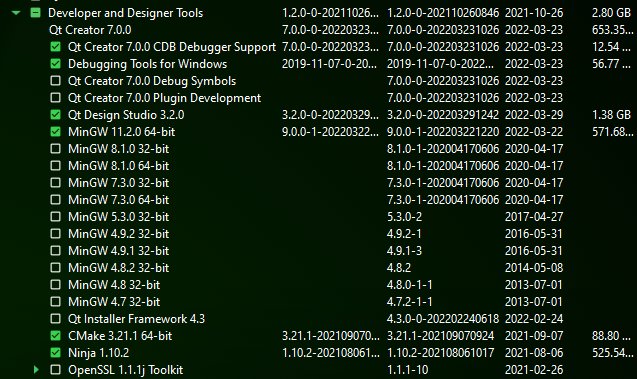 Developer and Designer Tools 1.2.0-0-20211026... 1.2.0-0-202110260846 2021-10-26 2.80 GB
Qt Creator 7.0.0 7.0.0-0-20220323... 7.0.0-0-202203231026 2022-03-23 653.35...
Qt Creator 7.0.0 CDB Debugger Support 7.0.0-0-20220323... 7.0.0-0-202203231026 2022-03-23 12.54 ...
Debugging Tools for Windows 2019-11-07-0-20... 2019-11-07-0-2022... 2022-03-23 56.77 ...
Qt Creator 7.0.0 Debug Symbols 7.0.0-0-202203231026 2022-03-23
Qt Creator 7.0.0 Plugin Development 7.0.0-0-202203231026 2022-03-23
Qt Design Studio 3.2.0 3.2.0-0-20220329... 3.2.0-0-202203291242 2022-03-29 1.38 GB
MinGW 11.2.0 64-bit 9.0.0-1-20220322... 9.0.0-1-202203221220 2022-03-22 571.68...
MinGW 8.1.0 32-bit 8.1.0-1-202004170606 2020-04-17
MinGW 8.1.0 64-bit 8.1.0-1-202004170606 2020-04-17
MinGW 7.3.0 32-bit 7.3.0-1-202004170606 2020-04-17
MinGW 7.3.0 64-bit 7.3.0-1-202004170606 2020-04-17
MinGW 5.3.0 32-bit 5.3.0-2 2017-04-27
MinGW 4.9.2 32-bit 4.9.2-1 2016-05-31
MinGW 4.9.1 32-bit 4.9.1-3 2016-05-31
MinGW 4.8.2 32-bit 4.8.2 2014-05-08
MinGW 4.8 32-bit 4.8.0-1-1 2013-07-01
MinGW 4.7 32-bit 4.7.2-1-1 2013-07-01
Qt Installer Framework 4.3 4.3.0-0-202202240618 2022-02-24
CMake 3.21.1 64-bit 3.21.1-202109070... 3.21.1-202109070924 2021-09-07 88.80 ...
Ninja 1.10.2 1.10.2-202108061... 1.10.2-202108061017 2021-08-06 525.54...
OpenSSL 1.1.1j Toolkit 1.1.1-10 2021-02-26